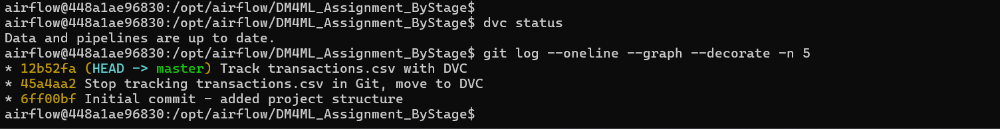 airflow@448a1ae96830:/opt/airflow/DM4ML_Assignment_ByStage$
airflow@448a1ae96830:/opt/airflow/DM4ML_Assignment_ByStage$ dvc status
Data and pipelines are up to date.
airflow@448a1ae96830:/opt/airflow/DM4ML_Assignment_ByStage$ git log --oneline --graph --decorate -n 5
* 12b52fa (HEAD -> master) Track transactions.csv with DVC
* 45a4aa2 Stop tracking transactions.csv in Git, move to DVC
* 6ff00bf Initial commit - added project structure
airflow@448a1ae96830:/opt/airflow/DM4ML_Assignment_ByStage$